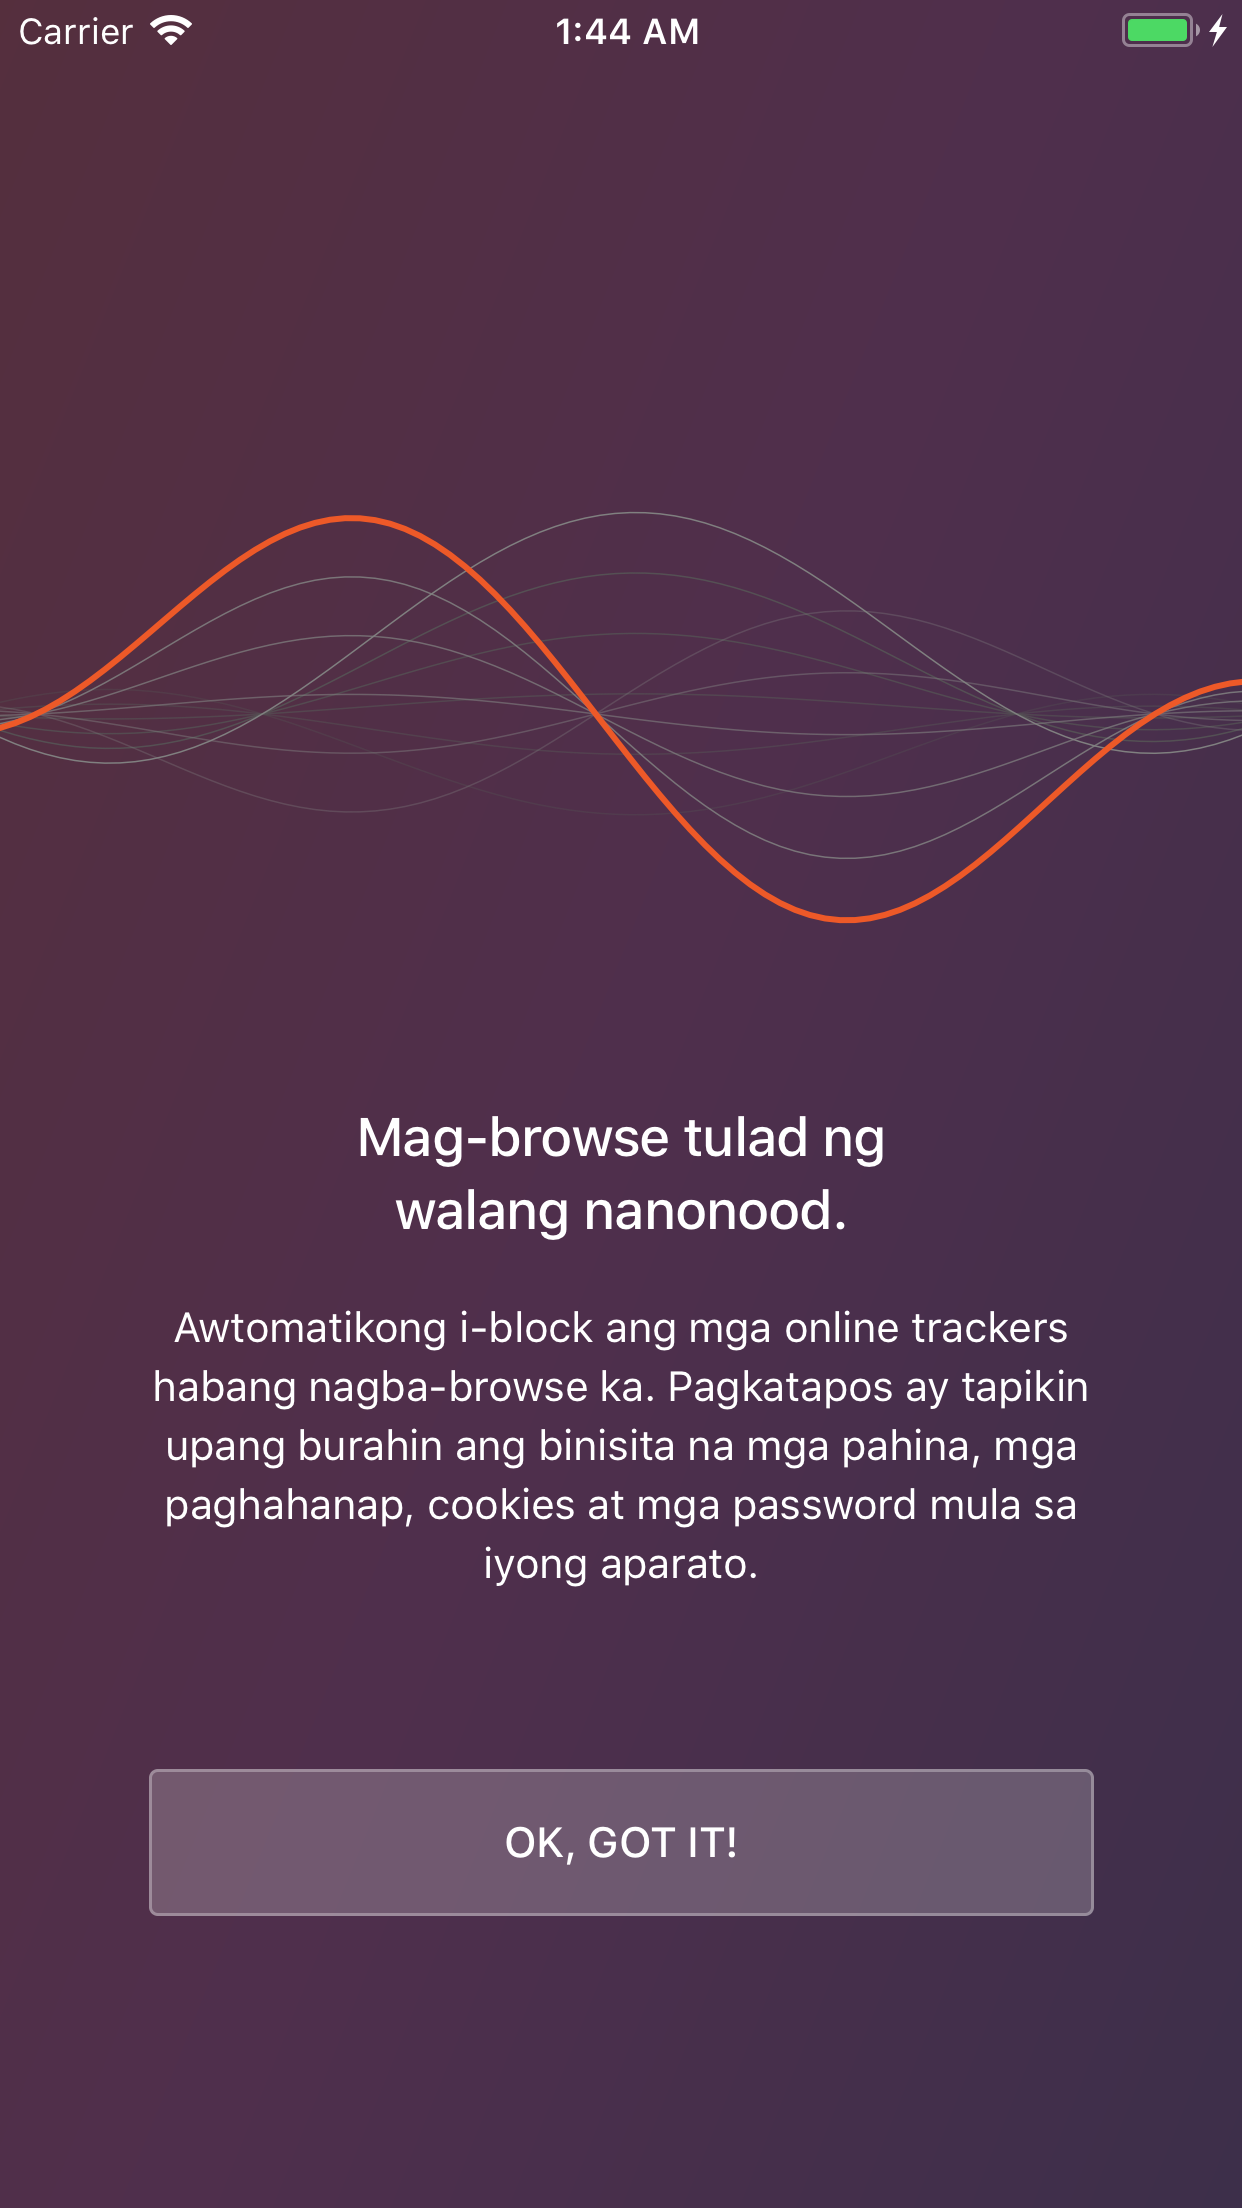 Carrier 1:44 AM
Mag-browse tulad ng
walang nanonood.
Awtomatikong i-block ang mga online trackers
habang nagba-browse ka. Pagkatapos ay tapikin
upang burahin ang binisita na mga pahina, mga
paghahanap, cookies at mga password mula sa
iyong aparato.
OK, GOT IT!